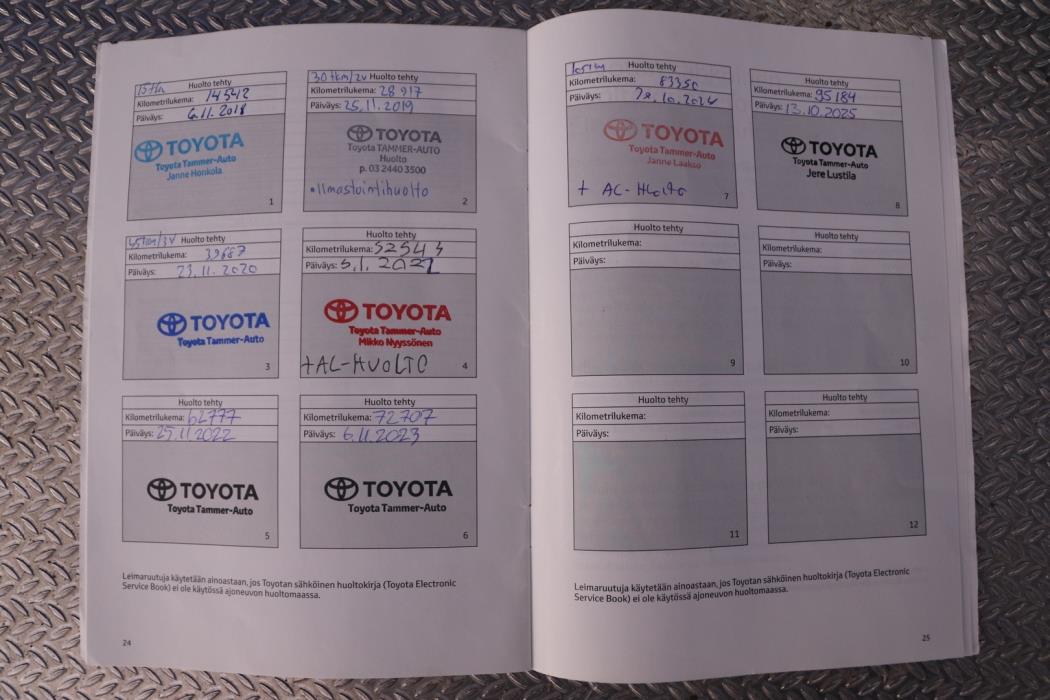 15tkm Huolto tehty
Kilometrilukema: 14542
Päiväys: 6.11.2018
TOYOTA
Toyota Tammer-Auto
Janne Honkola
1
30tkm/2v Huolto tehty
Kilometrilukema: 28 917
Päiväys: 25.11.2019
TOYOTA
Toyota TAMMER-AUTO
Huolto
p. 03 2440 3500
•Ilmastointihuolto
2
45tkm/3v Huolto tehty
Kilometrilukema: 39687
Päiväys: 23.11.2020
TOYOTA
Toyota Tammer-Auto
3
Huolto tehty
Kilometrilukema: 52543
Päiväys: 5.1.2022
TOYOTA
Toyota Tammer-Auto
Mikko Nyyssönen
+AC-HUOLTO
4
Huolto tehty
Kilometrilukema: 62777
Päiväys: 25.11.2022
TOYOTA
Toyota Tammer-Auto
5
Huolto tehty
Kilometrilukema: 72707
Päiväys: 6.11.2023
TOYOTA
Toyota Tammer-Auto
6
Leimaruutuja käytetään ainoastaan, jos Toyotan sähköinen huoltokirja (Toyota Electronic
Service Book) ei ole käytössä ajoneuvon huoltomaassa.
24
Huolto tehty
Kilometrilukema: 83350
Päiväys: 28.10.2024
TOYOTA
Toyota Tammer-Auto
Janne Laakso
+ AC-Huolto
7
Huolto tehty
Kilometrilukema: 95184
Päiväys: 13.10.2025
TOYOTA
Toyota Tammer-Auto
Jere Lustila
8
Huolto tehty
Kilometrilukema:
Päiväys:
9
Huolto tehty
Kilometrilukema:
Päiväys:
10
Huolto tehty
Kilometrilukema:
Päiväys:
11
Huolto tehty
Kilometrilukema:
Päiväys:
12
Leimaruutuja käytetään ainoastaan, jos Toyotan sähköinen huoltokirja (Toyota Electronic
Service Book) ei ole käytössä ajoneuvon huoltomaassa.
25